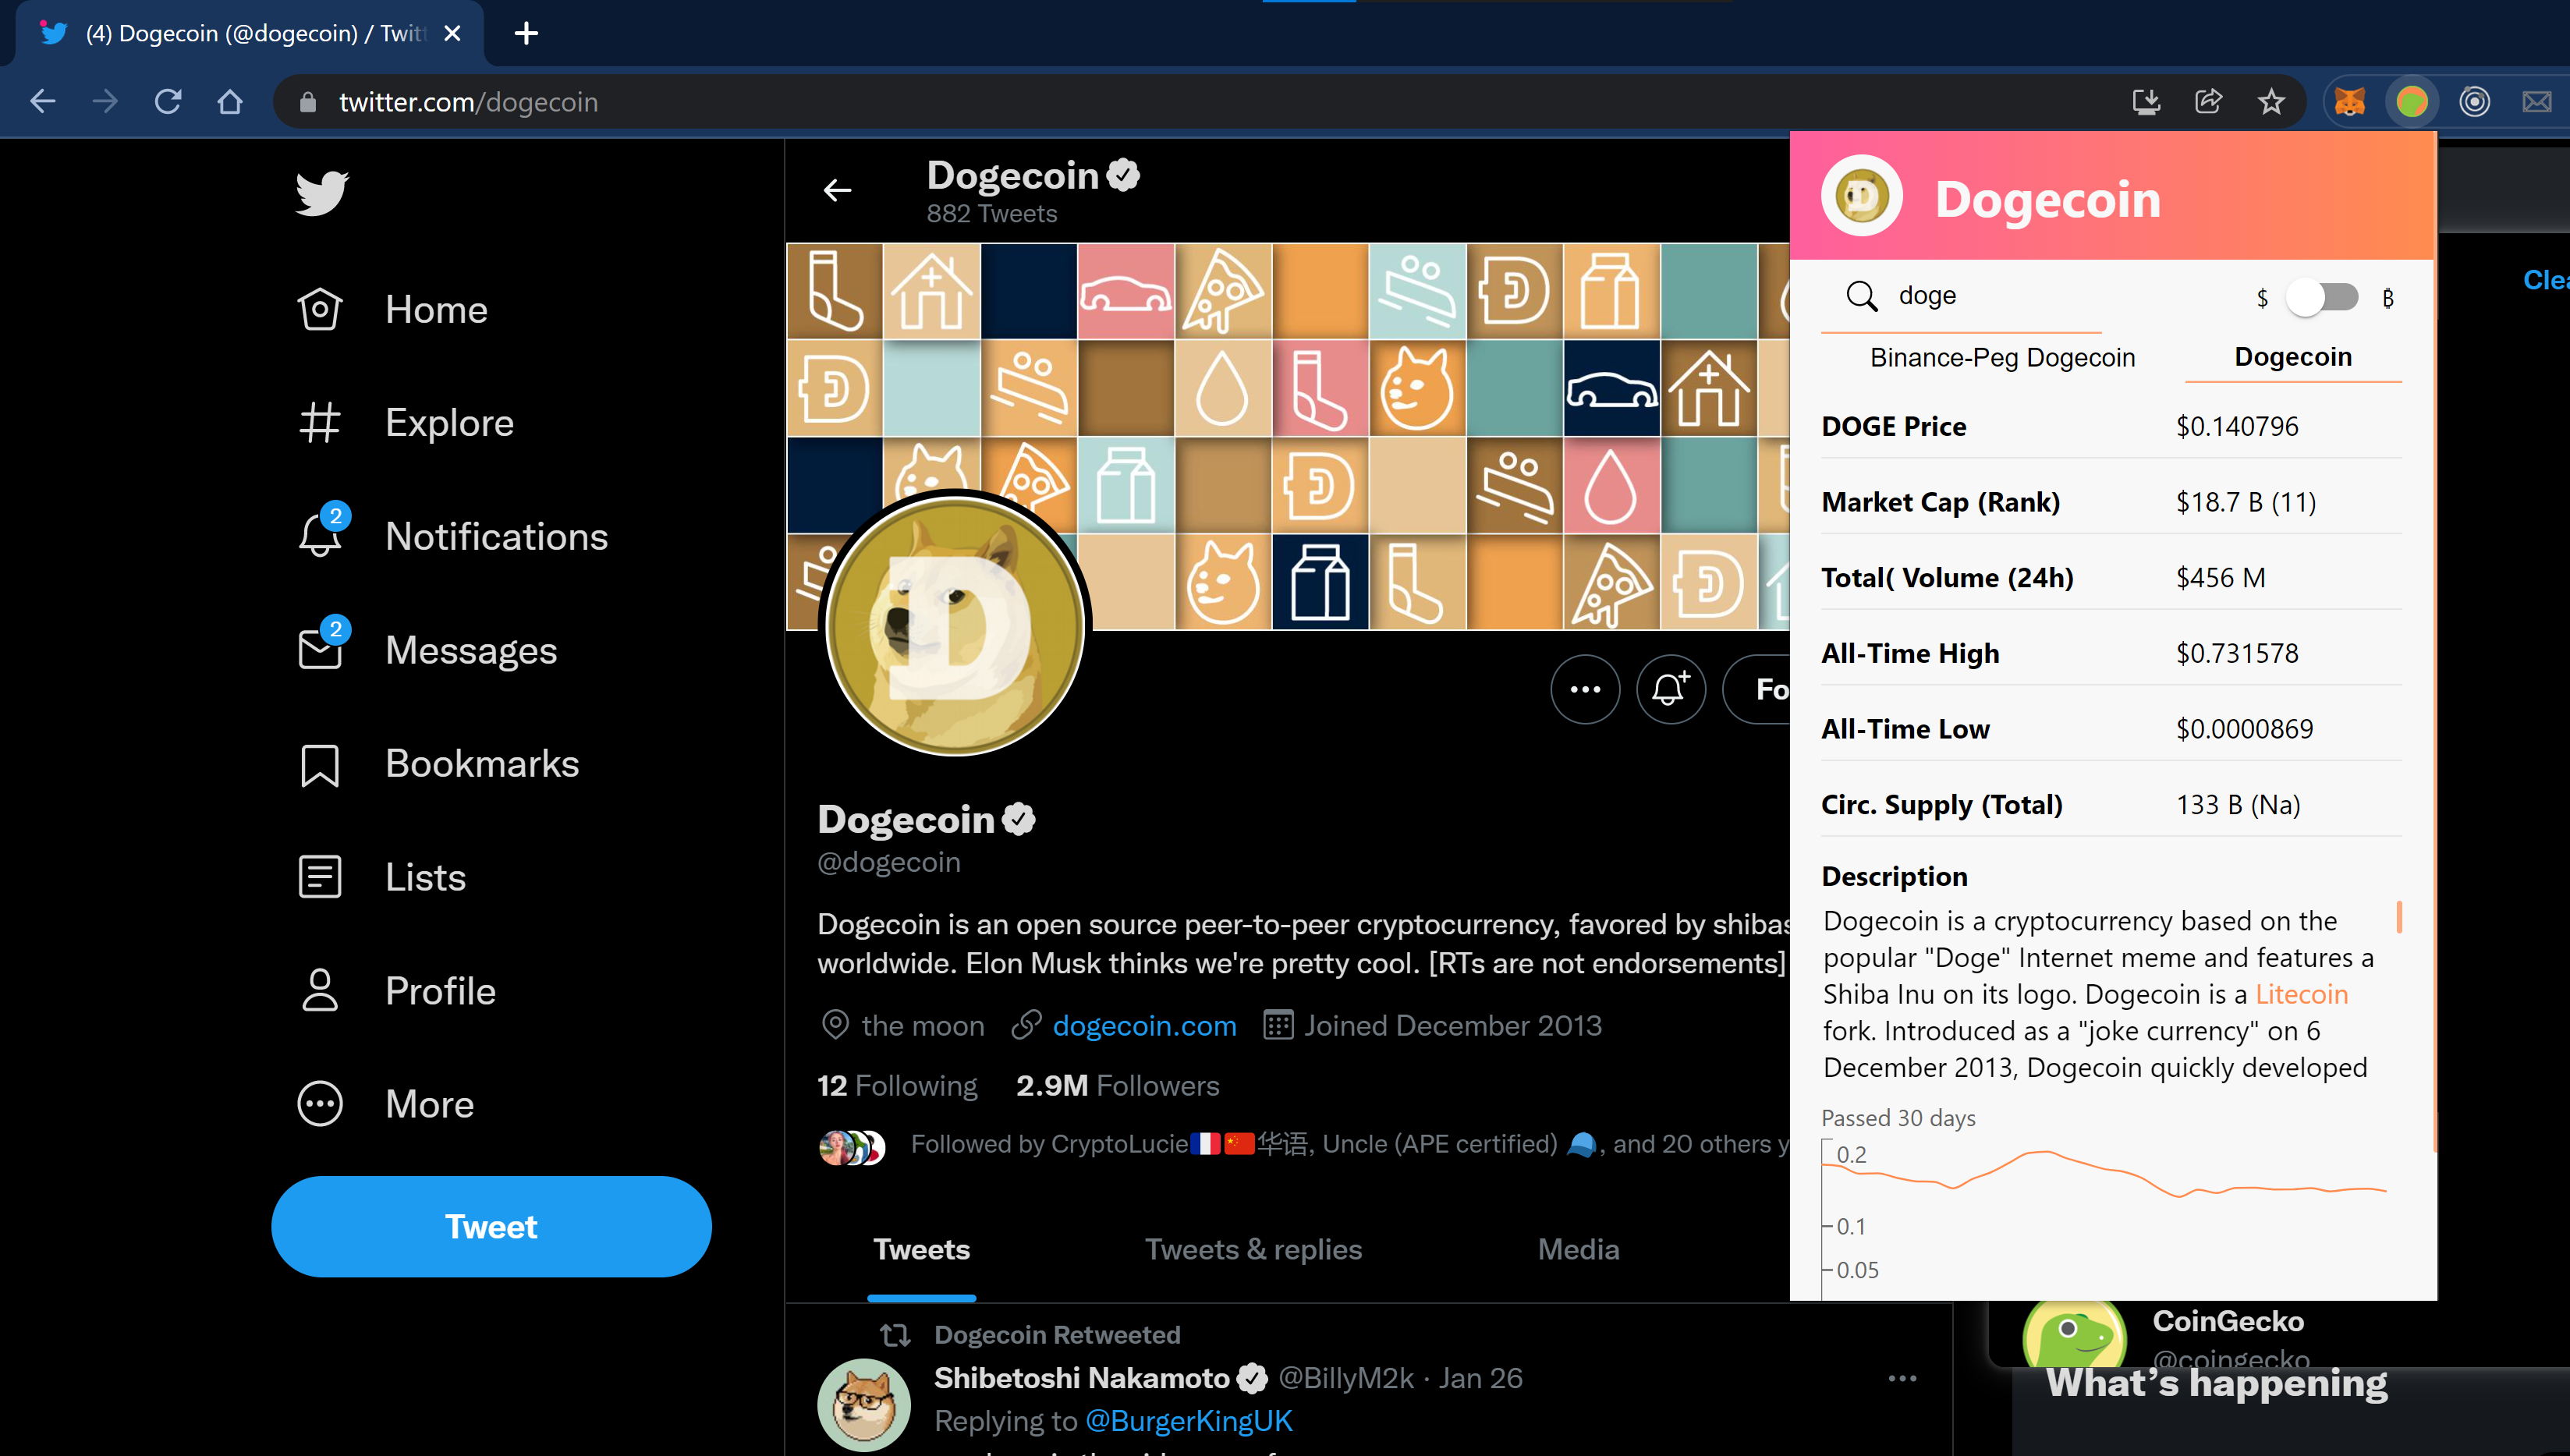 (4) Dogecoin (@dogecoin) / Twit
twitter.com/dogecoin
Home
Explore
2
Notifications
2
Messages
Bookmarks
Lists
Profile
More
Tweet
Dogecoin
882 Tweets
Fo
Dogecoin
@dogecoin
Dogecoin is an open source peer-to-peer cryptocurrency, favored by shibas
worldwide. Elon Musk thinks we're pretty cool. [RTs are not endorsements]
the moon dogecoin.com Joined December 2013
12 Following 2.9M Followers
Followed by CryptoLucie🇫🇷🇨🇳华语, Uncle (APE certified) 🧢, and 20 others y
Tweets Tweets & replies Media
Dogecoin Retweeted
Shibetoshi Nakamoto @BillyM2k · Jan 26
Replying to @BurgerKingUK
Dogecoin
doge $ ₿
Binance-Peg Dogecoin Dogecoin
DOGE Price $0.140796
Market Cap (Rank) $18.7 B (11)
Total( Volume (24h) $456 M
All-Time High $0.731578
All-Time Low $0.0000869
Circ. Supply (Total) 133 B (Na)
Description
Dogecoin is a cryptocurrency based on the
popular "Doge" Internet meme and features a
Shiba Inu on its logo. Dogecoin is a Litecoin
fork. Introduced as a "joke currency" on 6
December 2013, Dogecoin quickly developed
Passed 30 days
0.2
0.1
0.05
Clea
CoinGecko
@coingecko
What's happening